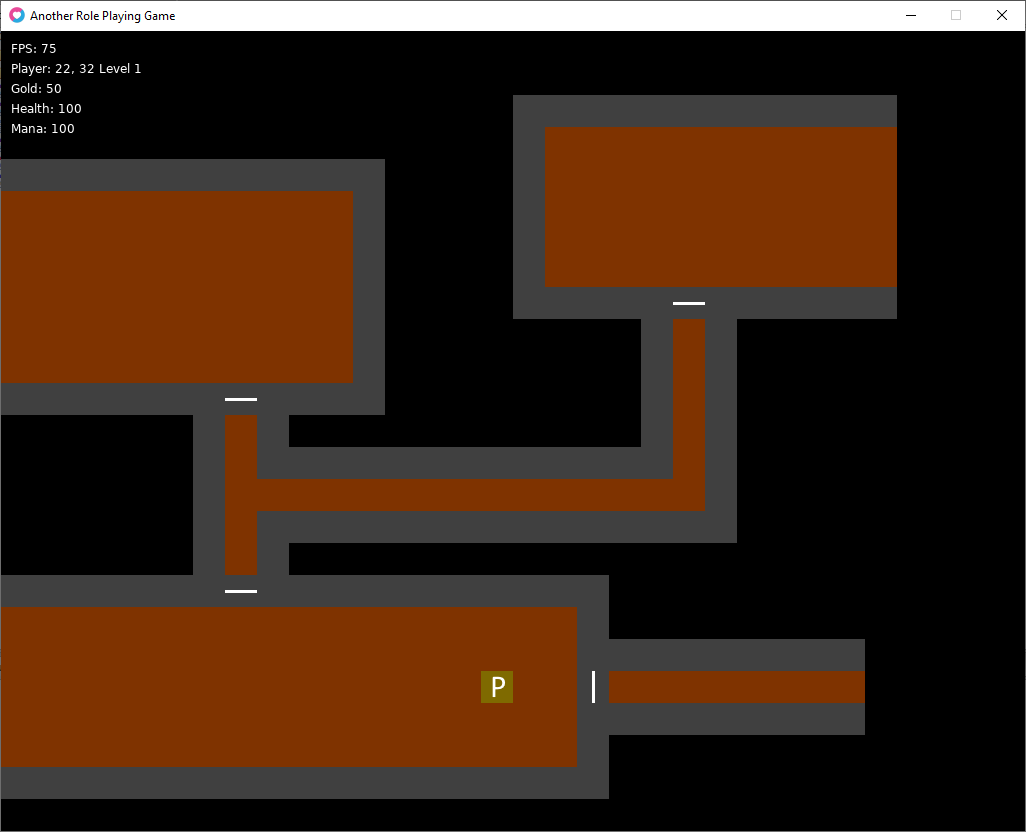 Another Role Playing Game
FPS: 75
Player: 22, 32 Level 1
Gold: 50
Health: 100
Mana: 100
P